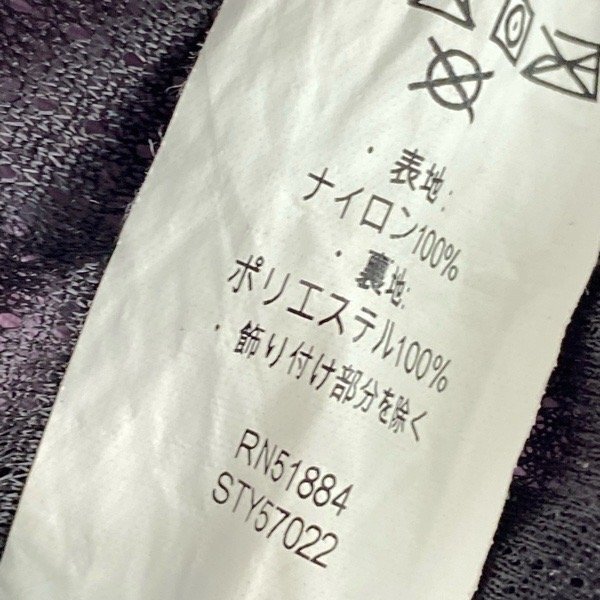 ・表地:
ナイロン100%
・裏地:
ポリエステル100%
・飾り付け部分を除く
RN51884
STY57022